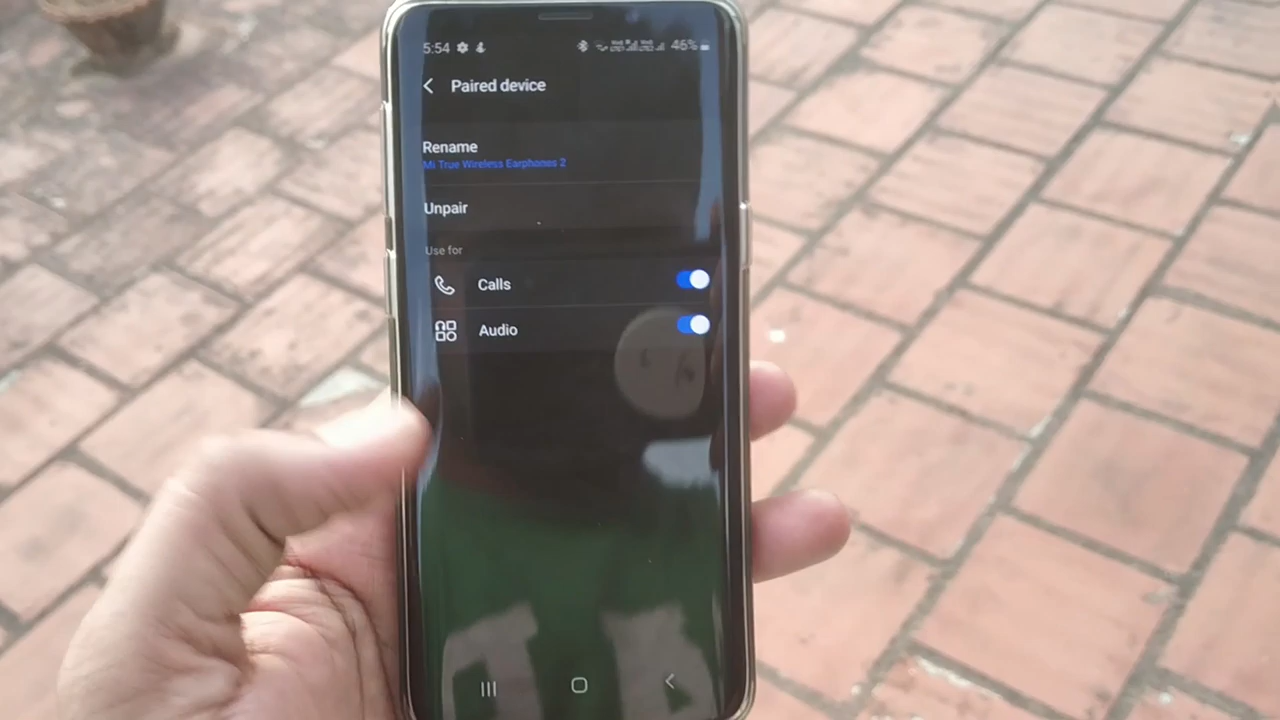 5:54 46%
Paired device
Rename
Mi True Wireless Earphones 2
Unpair
Use for
Calls
Audio